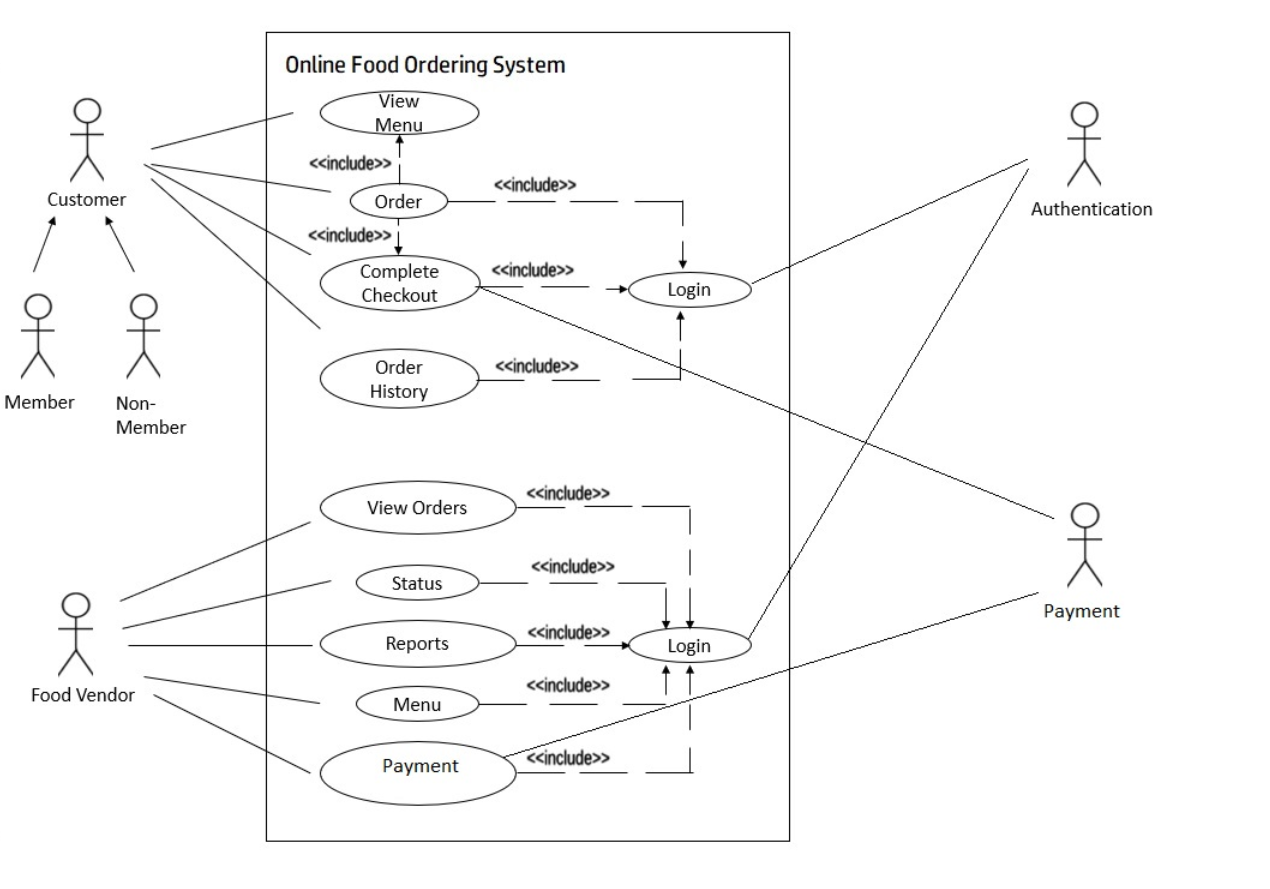 Online Food Ordering System
View
Menu
<<include>>
Order
<<include>>
<<include>>
Complete
Checkout
<<include>>
Login
Order
History
<<include>>
Customer
Member
Non-
Member
Authentication
View Orders
<<include>>
Status
<<include>>
Reports
<<include>>
Login
Menu
<<include>>
Payment
<<include>>
Food Vendor
Payment